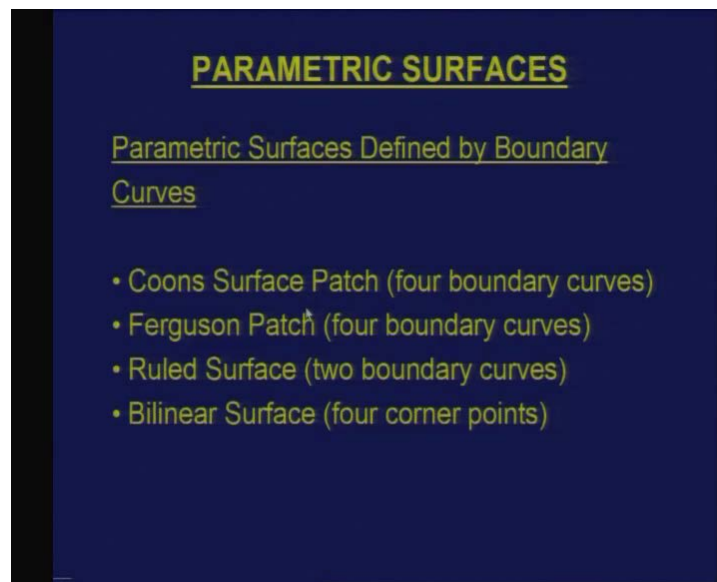 PARAMETRIC SURFACES
Parametric Surfaces Defined by Boundary
Curves
• Coons Surface Patch (four boundary curves)
• Ferguson Patch (four boundary curves)
• Ruled Surface (two boundary curves)
• Bilinear Surface (four corner points)